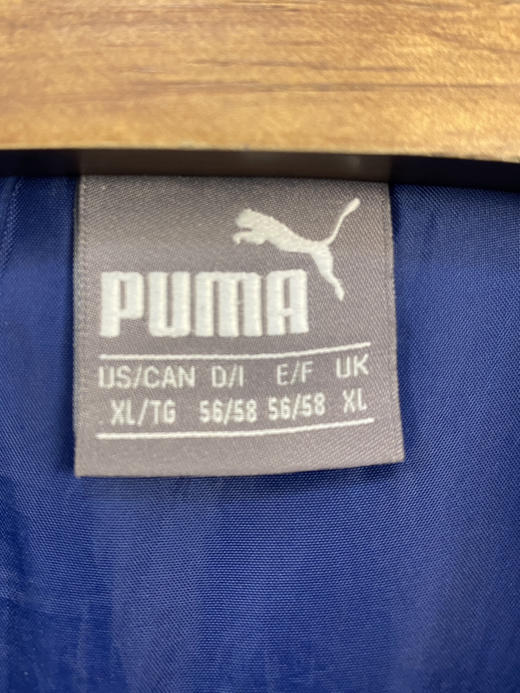 PUMA
US/CAN D/I E/F UK
XL/TG 56/58 56/58 XL